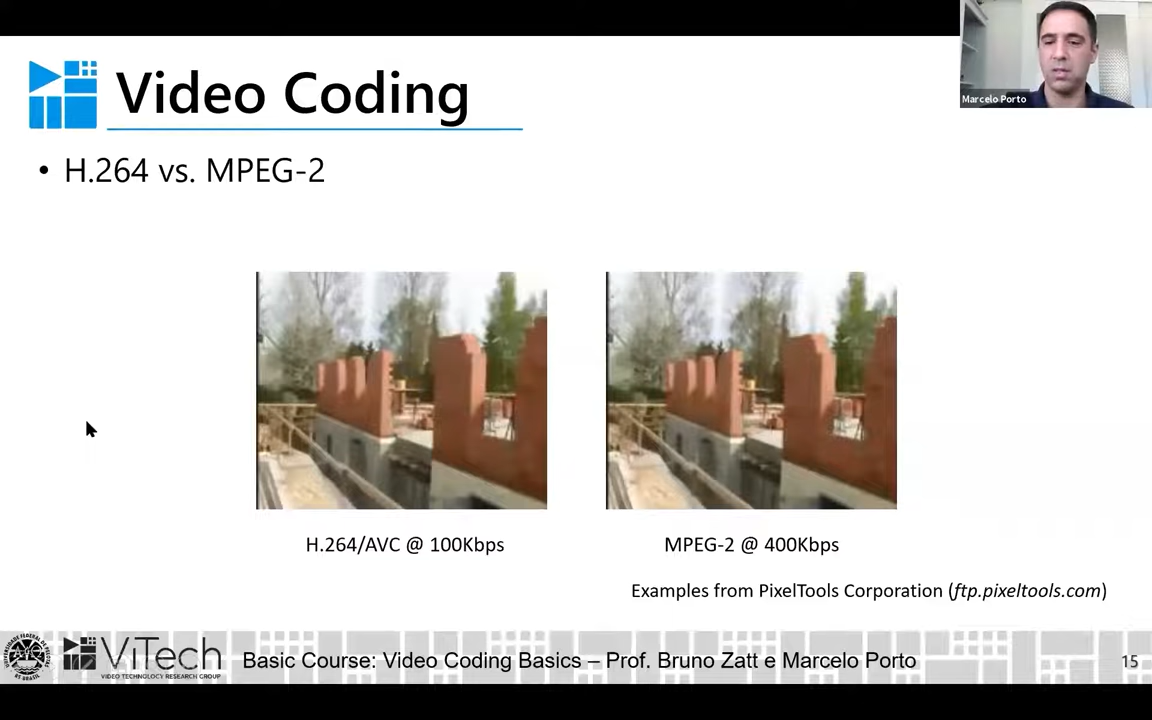 Marcelo Porto
Video Coding
• H.264 vs. MPEG-2
H.264/AVC @ 100Kbps
MPEG-2 @ 400Kbps
Examples from PixelTools Corporation (ftp.pixeltools.com)
ViTech
VIDEO TECHNOLOGY RESEARCH GROUP
Basic Course: Video Coding Basics – Prof. Bruno Zatt e Marcelo Porto
15